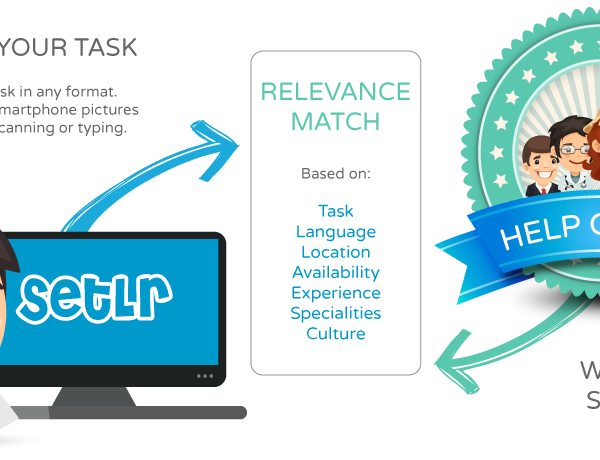 YOUR TASK
sk in any format.
martphone pictures
canning or typing.
setlr
RELEVANCE
MATCH
Based on:
Task
Language
Location
Availability
Experience
Specialities
Culture
HELP
W
S